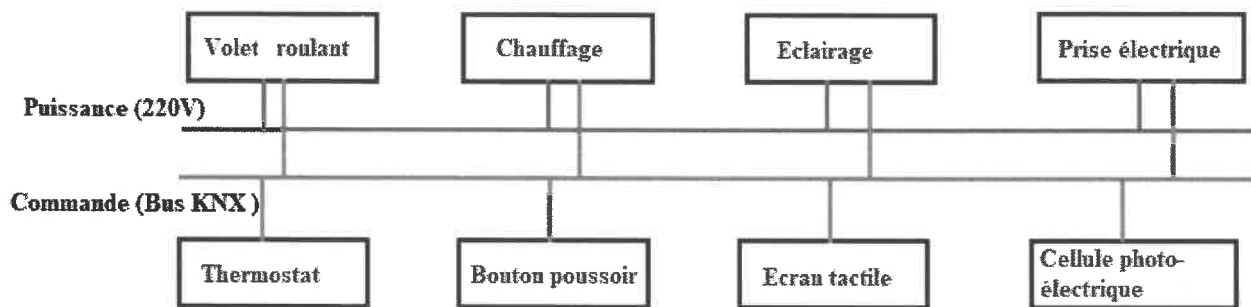 Volet roulant
Chauffage
Eclairage
Prise électrique
Puissance (220V)
Commande (Bus KNX )
Thermostat
Bouton poussoir
Ecran tactile
Cellule photo-
électrique